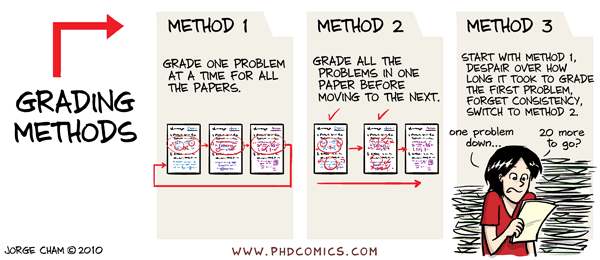 GRADING
METHODS
METHOD 1
GRADE ONE PROBLEM
AT A TIME FOR ALL
THE PAPERS.
METHOD 2
GRADE ALL THE
PROBLEMS IN ONE
PAPER BEFORE
MOVING TO THE NEXT.
METHOD 3
START WITH METHOD 1,
DESPAIR OVER HOW
LONG IT TOOK TO GRADE
THE FIRST PROBLEM,
FORGET CONSISTENCY,
SWITCH TO METHOD 2.
one problem
down...
20 more
to go?
JORGE CHAM © 2010
WWW.PHDCOMICS.COM